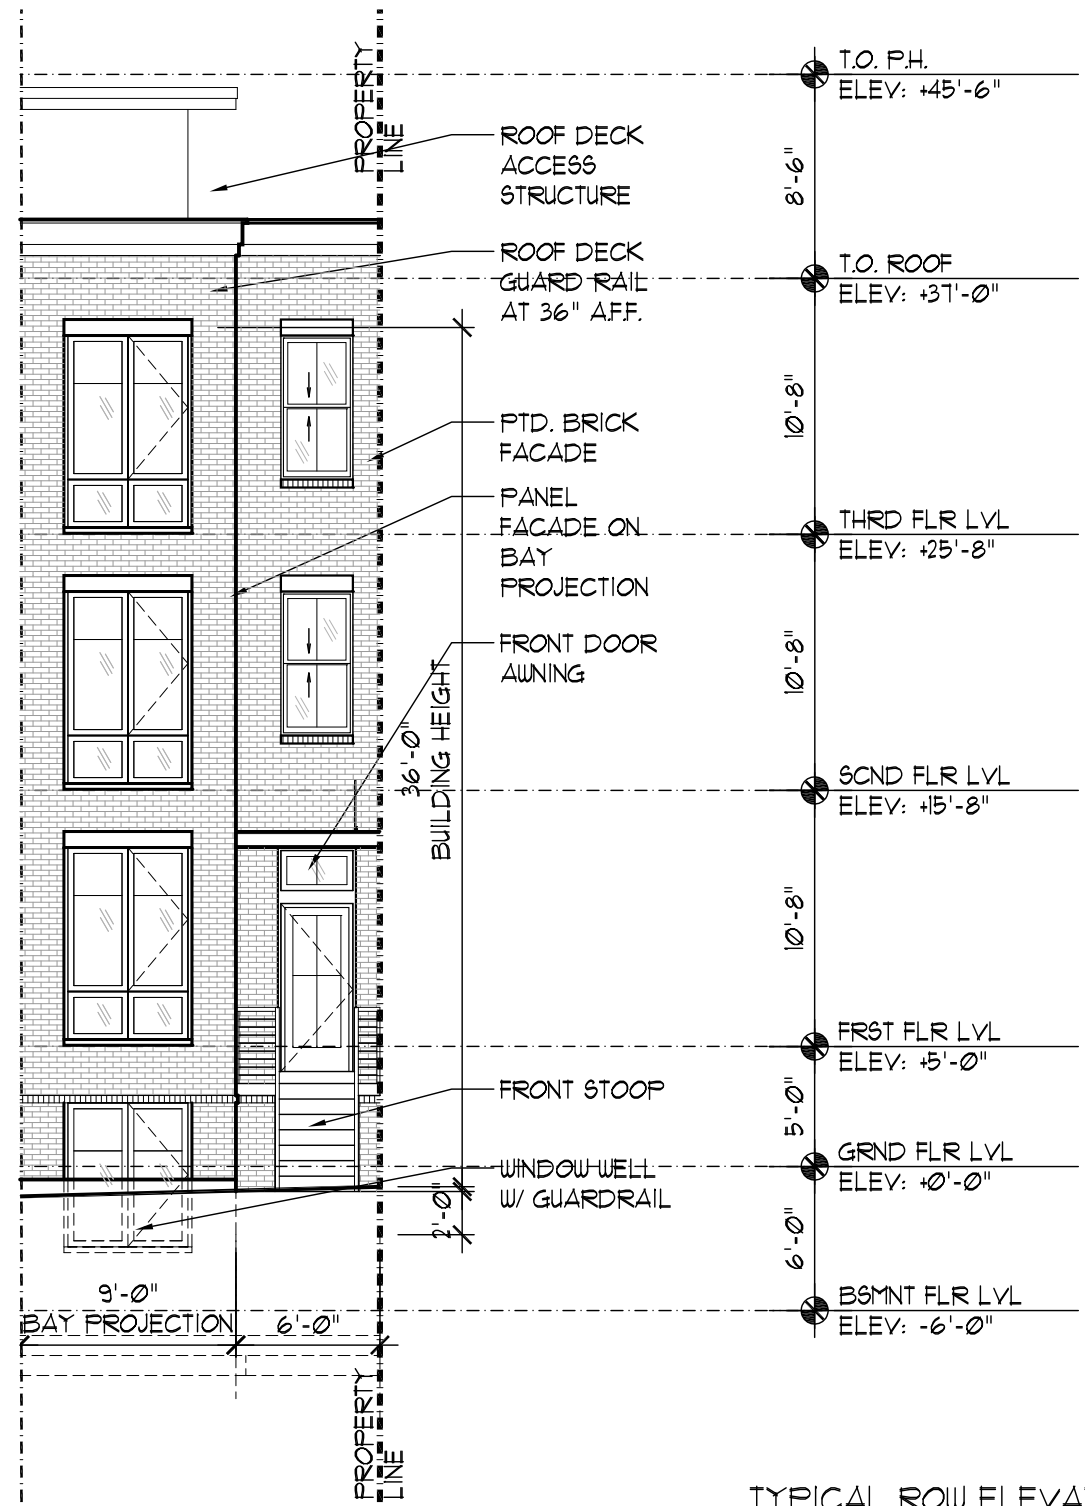 PROPERTY
LINE
T.O. P.H.
ELEV: +45'-6"
ROOF DECK
ACCESS
STRUCTURE
8'-6"
ROOF DECK
GUARD RAIL
AT 36" A.F.F.
T.O. ROOF
ELEV: +37'-0"
10'-8"
PTD. BRICK
FACADE
PANEL
FACADE ON
BAY
PROJECTION
THRD FLR LVL
ELEV: +25'-8"
FRONT DOOR
AWNING
10'-8"
36'-0"
BUILDING HEIGHT
SCND FLR LVL
ELEV: +15'-8"
10'-8"
FRST FLR LVL
ELEV: +5'-0"
FRONT STOOP
5'-0"
GRND FLR LVL
ELEV: +0'-0"
WINDOW WELL
W/ GUARDRAIL
2'-0"
6'-0"
9'-0"
BAY PROJECTION
6'-0"
BSMNT FLR LVL
ELEV: -6'-0"
PROPERTY
LINE
TYPICAL ROW